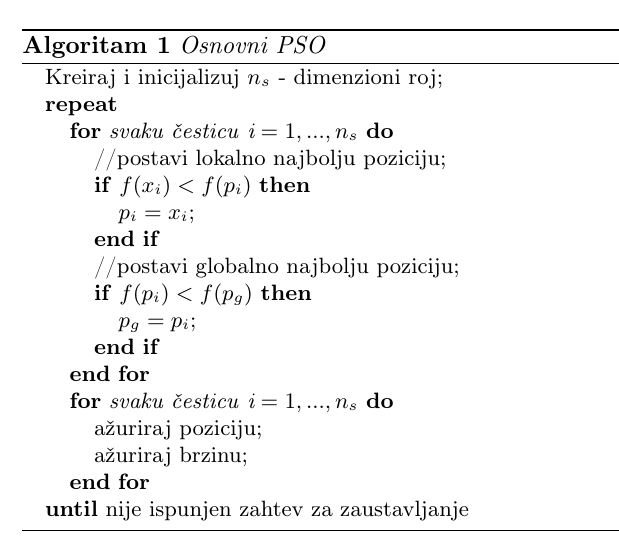 Algoritam 1 Osnovni PSO
Kreiraj i inicijalizuj $n_s$ - dimenzioni roj;
repeat
for svaku česticu i = 1, ..., $n_s$ do
//postavi lokalno najbolju poziciju;
if $f(x_i) < f(p_i)$ then
$p_i = x_i$;
end if
//postavi globalno najbolju poziciju;
if $f(p_i) < f(p_g)$ then
$p_g = p_i$;
end if
end for
for svaku česticu i = 1, ..., $n_s$ do
ažuriraj poziciju;
ažuriraj brzinu;
end for
until nije ispunjen zahtev za zaustavljanje